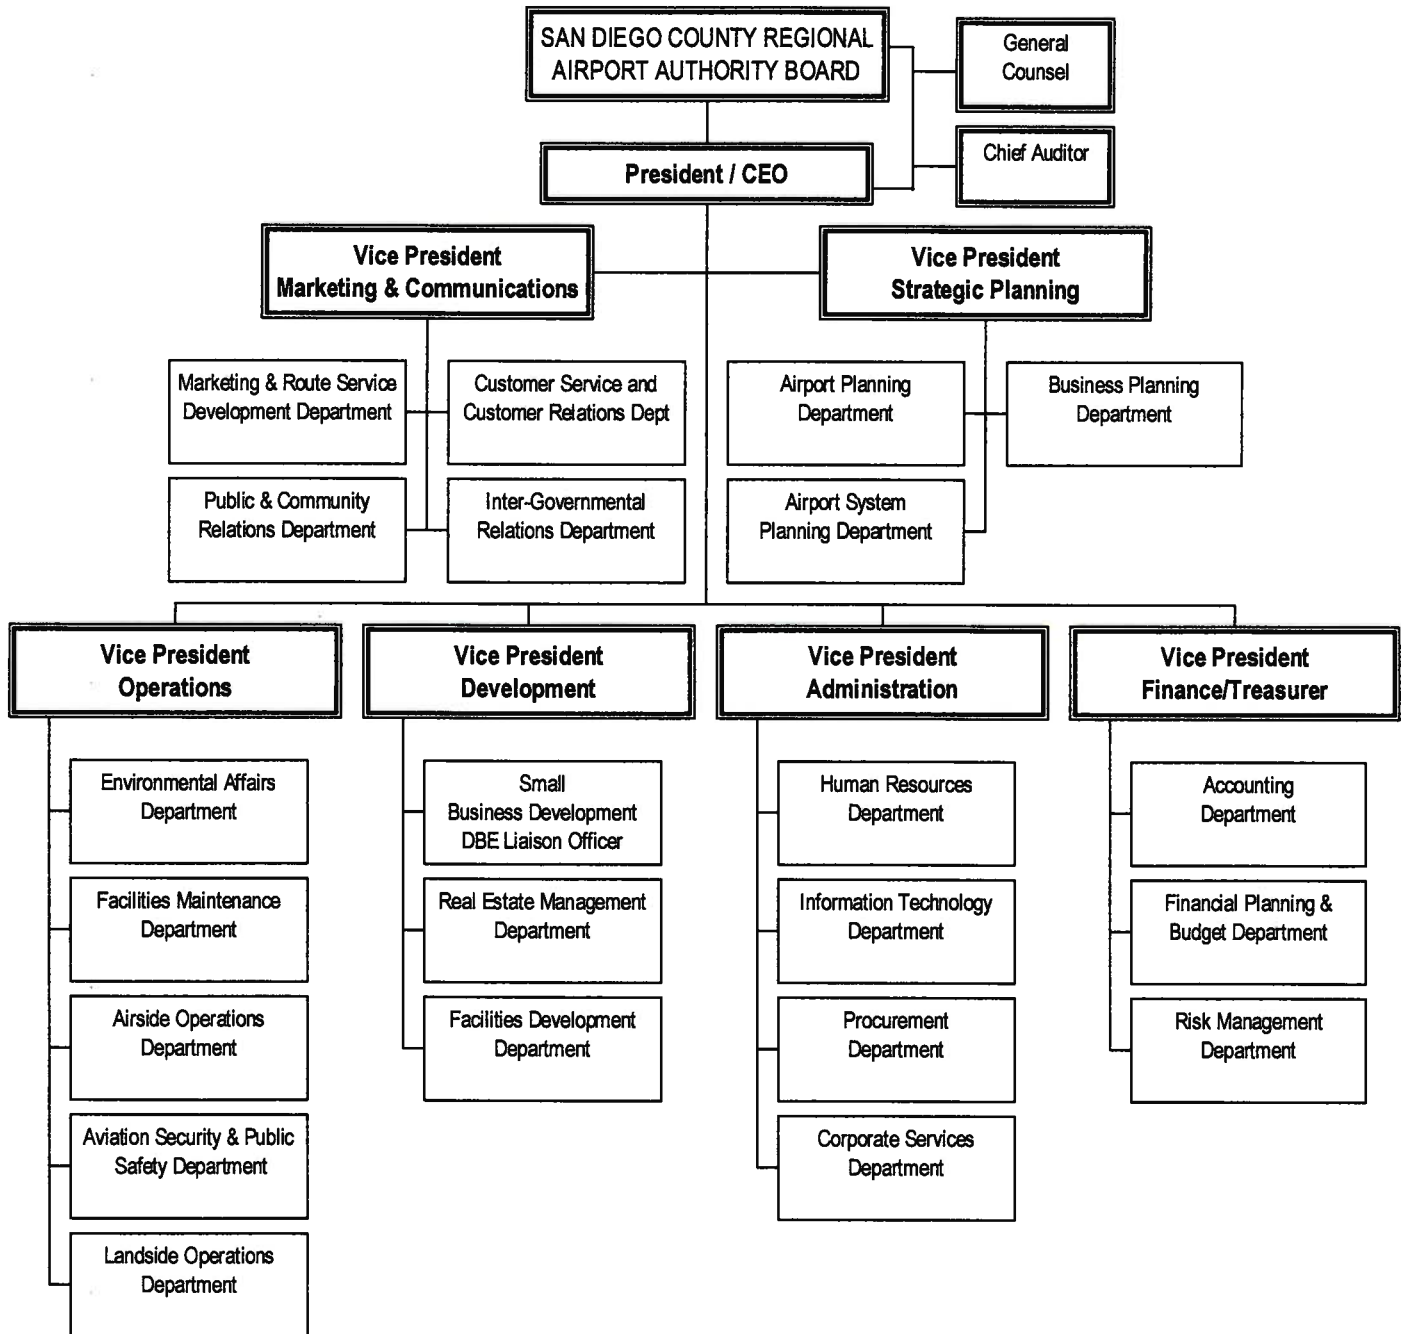 SAN DIEGO COUNTY REGIONAL
AIRPORT AUTHORITY BOARD
General
Counsel
Chief Auditor
President / CEO
Vice President
Marketing & Communications
Vice President
Strategic Planning
Marketing & Route Service
Development Department
Customer Service and
Customer Relations Dept
Airport Planning
Department
Business Planning
Department
Public & Community
Relations Department
Inter-Governmental
Relations Department
Airport System
Planning Department
Vice President
Operations
Vice President
Development
Vice President
Administration
Vice President
Finance/Treasurer
Environmental Affairs
Department
Small
Business Development
DBE Liaison Officer
Human Resources
Department
Accounting
Department
Facilities Maintenance
Department
Real Estate Management
Department
Information Technology
Department
Financial Planning &
Budget Department
Airside Operations
Department
Facilities Development
Department
Procurement
Department
Risk Management
Department
Aviation Security & Public
Safety Department
Corporate Services
Department
Landside Operations
Department